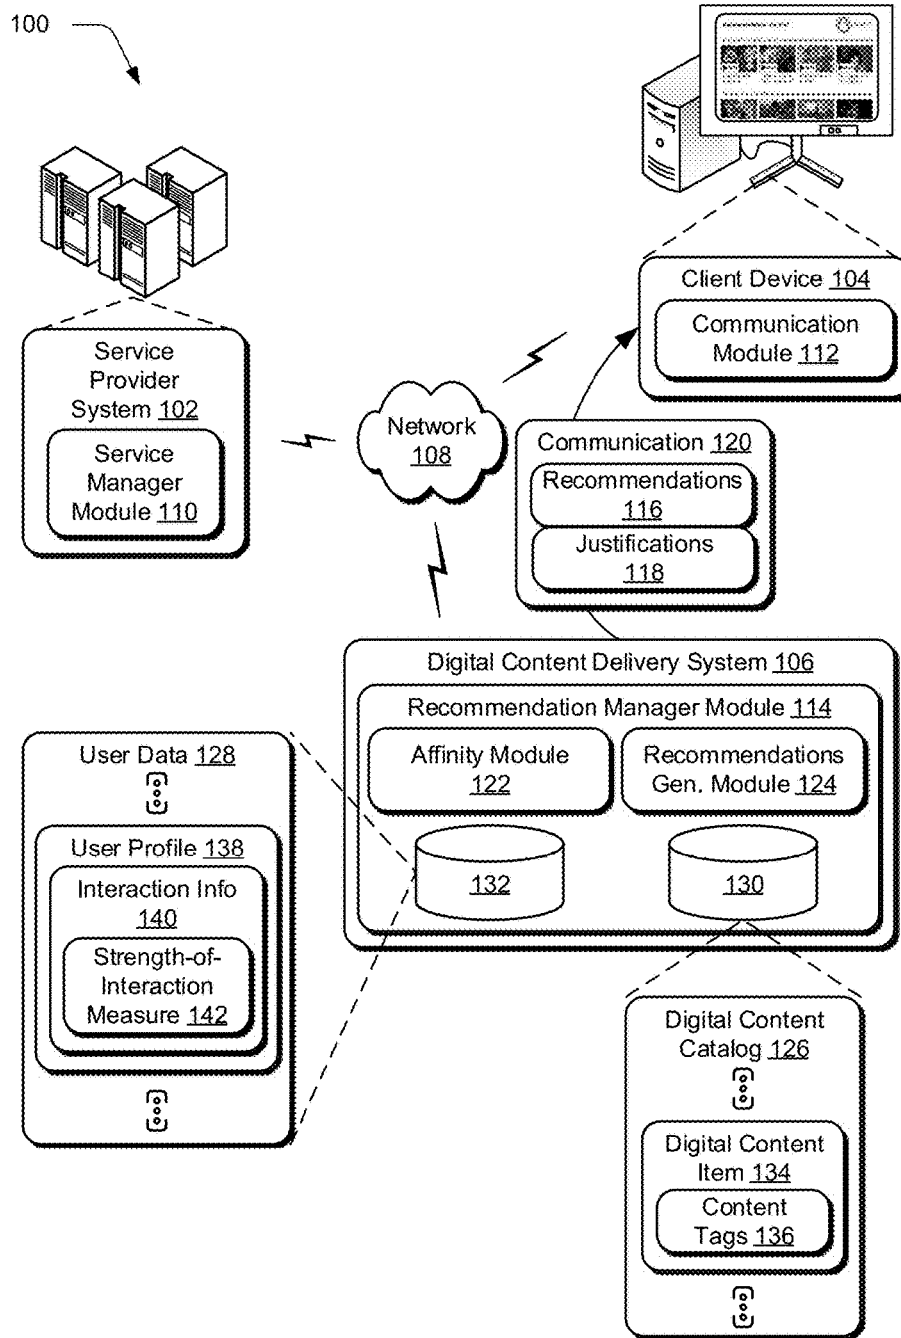 100
Client Device 104
Communication
Module 112
Service
Provider
System 102
Service
Manager
Module 110
Network
108
Communication 120
Recommendations
116
Justifications
118
Digital Content Delivery System 106
Recommendation Manager Module 114
Affinity Module
122
Recommendations
Gen. Module 124
132
130
User Data 128
User Profile 138
Interaction Info
140
Strength-of-
Interaction
Measure 142
Digital Content
Catalog 126
Digital Content
Item 134
Content
Tags 136